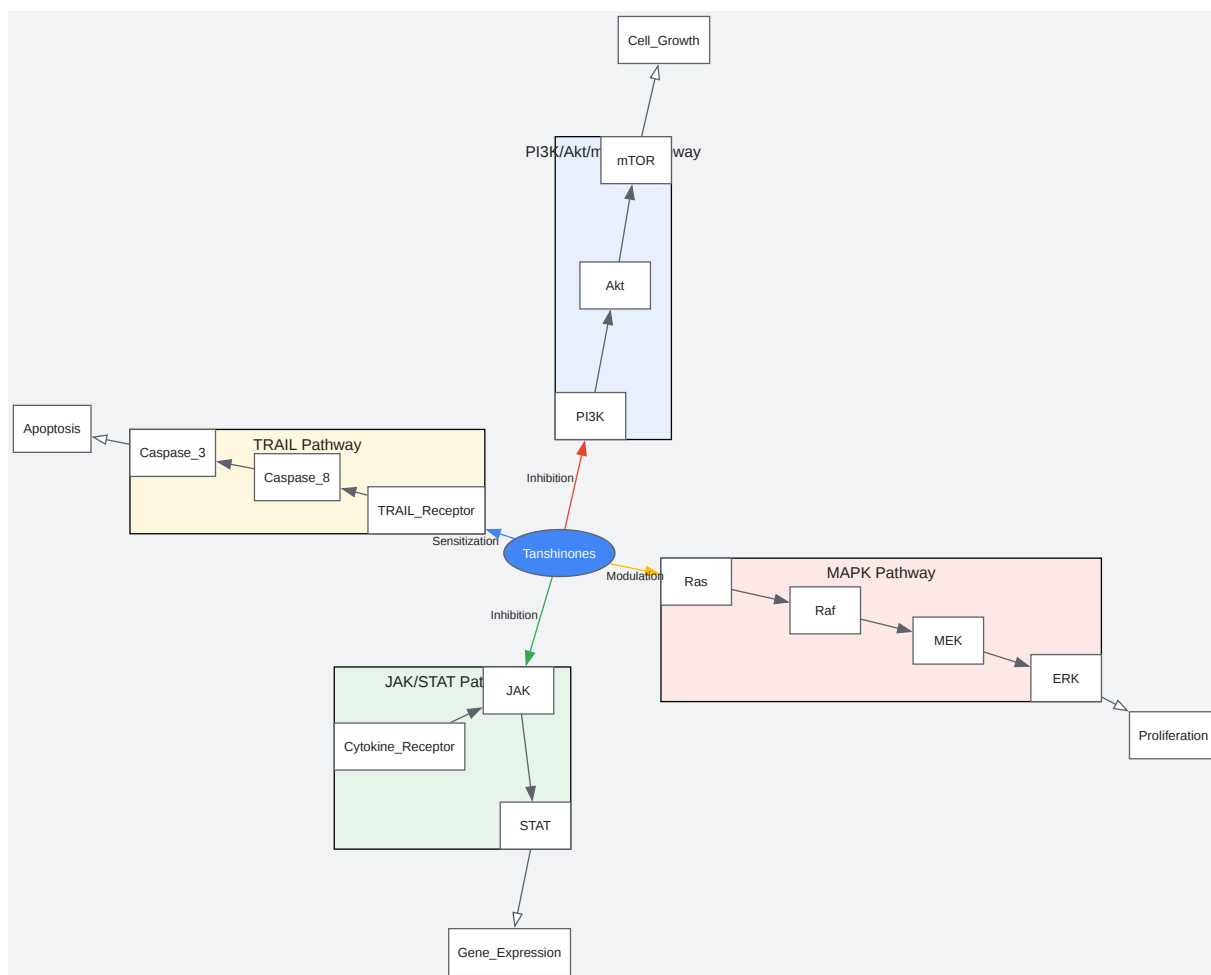 Cell_Growth
PI3K/Akt/m
way
mTOR
Akt
PI3K
Apoptosis
TRAIL Pathway
Caspase_3
Caspase_8
TRAIL_Receptor
Inhibition
Sensitization
Tanshinones
Modulation
MAPK Pathway
Ras
Raf
MEK
ERK
Proliferation
Inhibition
JAK/STAT Pat
JAK
Cytokine_Receptor
STAT
Gene_Expression